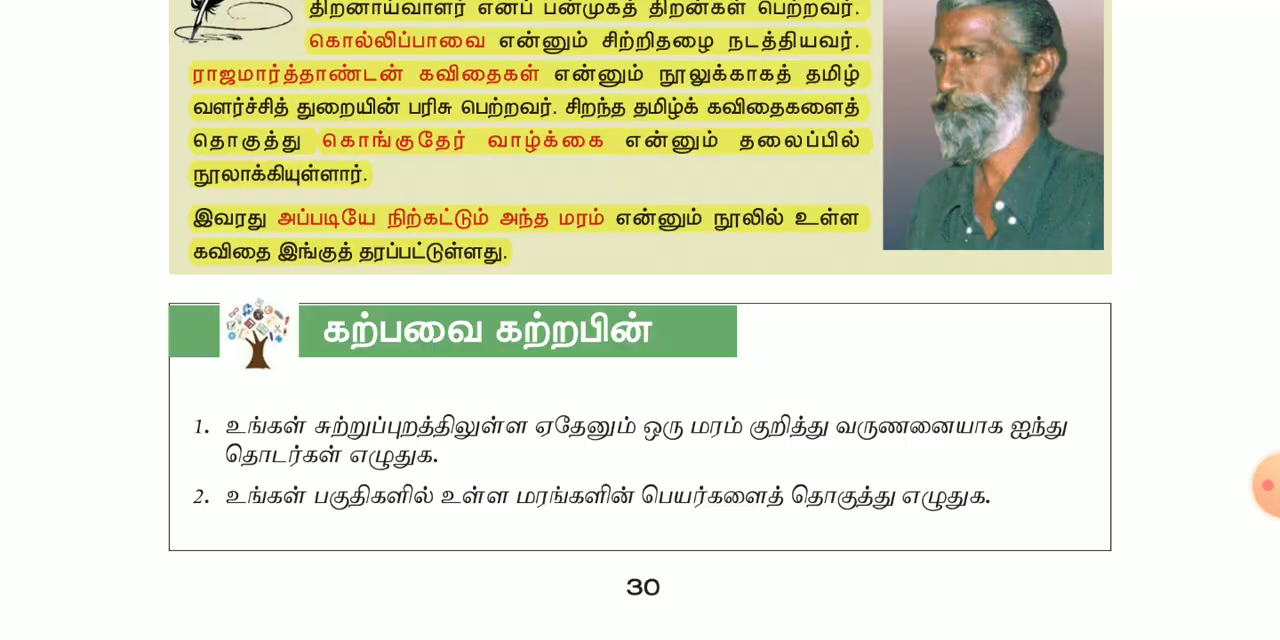 திறனாய்வாளர் எனப் பன்முகத் திறன்கள் பெற்றவர்.
கொல்லிப்பாவை என்னும் சிற்றிதழை நடத்தியவர்.
ராஜமார்த்தாண்டன் கவிதைகள் என்னும் நூலுக்காகத் தமிழ்
வளர்ச்சித் துறையின் பரிசு பெற்றவர். சிறந்த தமிழ்க் கவிதைகளைத்
தொகுத்து கொங்குதேர் வாழ்க்கை என்னும் தலைப்பில்
நூலாக்கியுள்ளார்.
இவரது அப்படியே நிற்கட்டும் அந்த மரம் என்னும் நூலில் உள்ள
கவிதை இங்குத் தரப்பட்டுள்ளது.
கற்பவை கற்றபின்
1. உங்கள் சுற்றுப்புறத்திலுள்ள ஏதேனும் ஒரு மரம் குறித்து வருணனையாக ஐந்து
தொடர்கள் எழுதுக.
2. உங்கள் பகுதிகளில் உள்ள மரங்களின் பெயர்களைத் தொகுத்து எழுதுக.
30